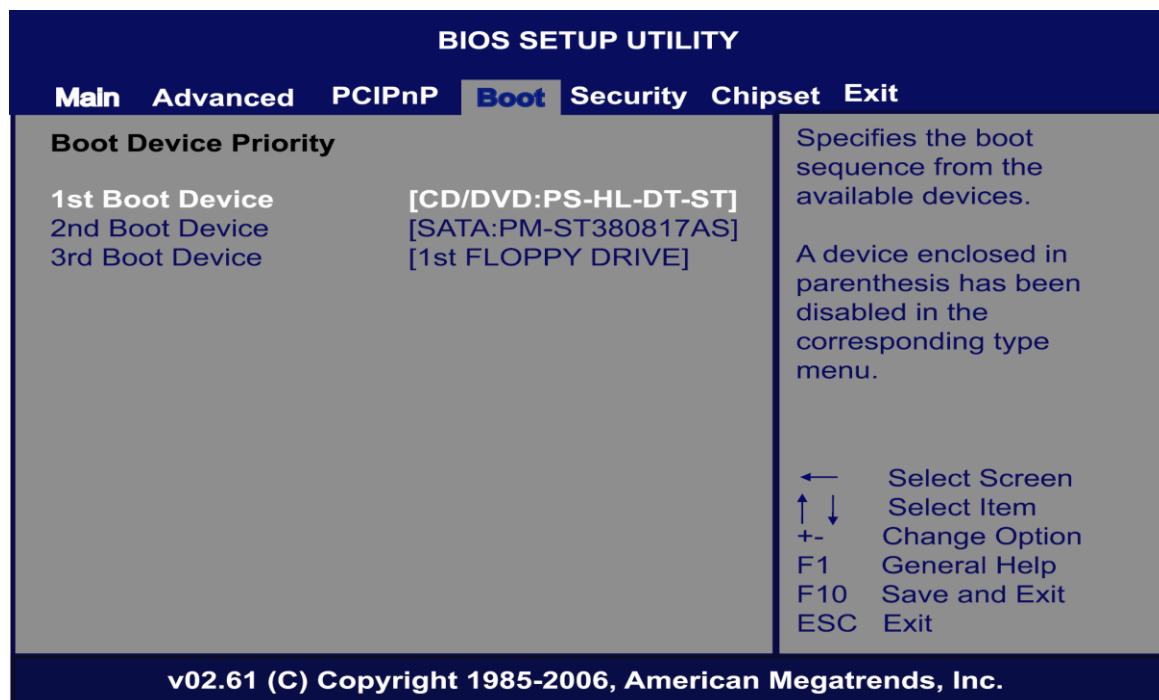 BIOS SETUP UTILITY
Main Advanced PCIPnP Boot Security Chipset Exit
Boot Device Priority
1st Boot Device [CD/DVD:PS-HL-DT-ST]
2nd Boot Device [SATA:PM-ST380817AS]
3rd Boot Device [1st FLOPPY DRIVE]
Specifies the boot
sequence from the
available devices.
A device enclosed in
parenthesis has been
disabled in the
corresponding type
menu.
← Select Screen
↑ ↓ Select Item
+- Change Option
F1 General Help
F10 Save and Exit
ESC Exit
v02.61 (C) Copyright 1985-2006, American Megatrends, Inc.